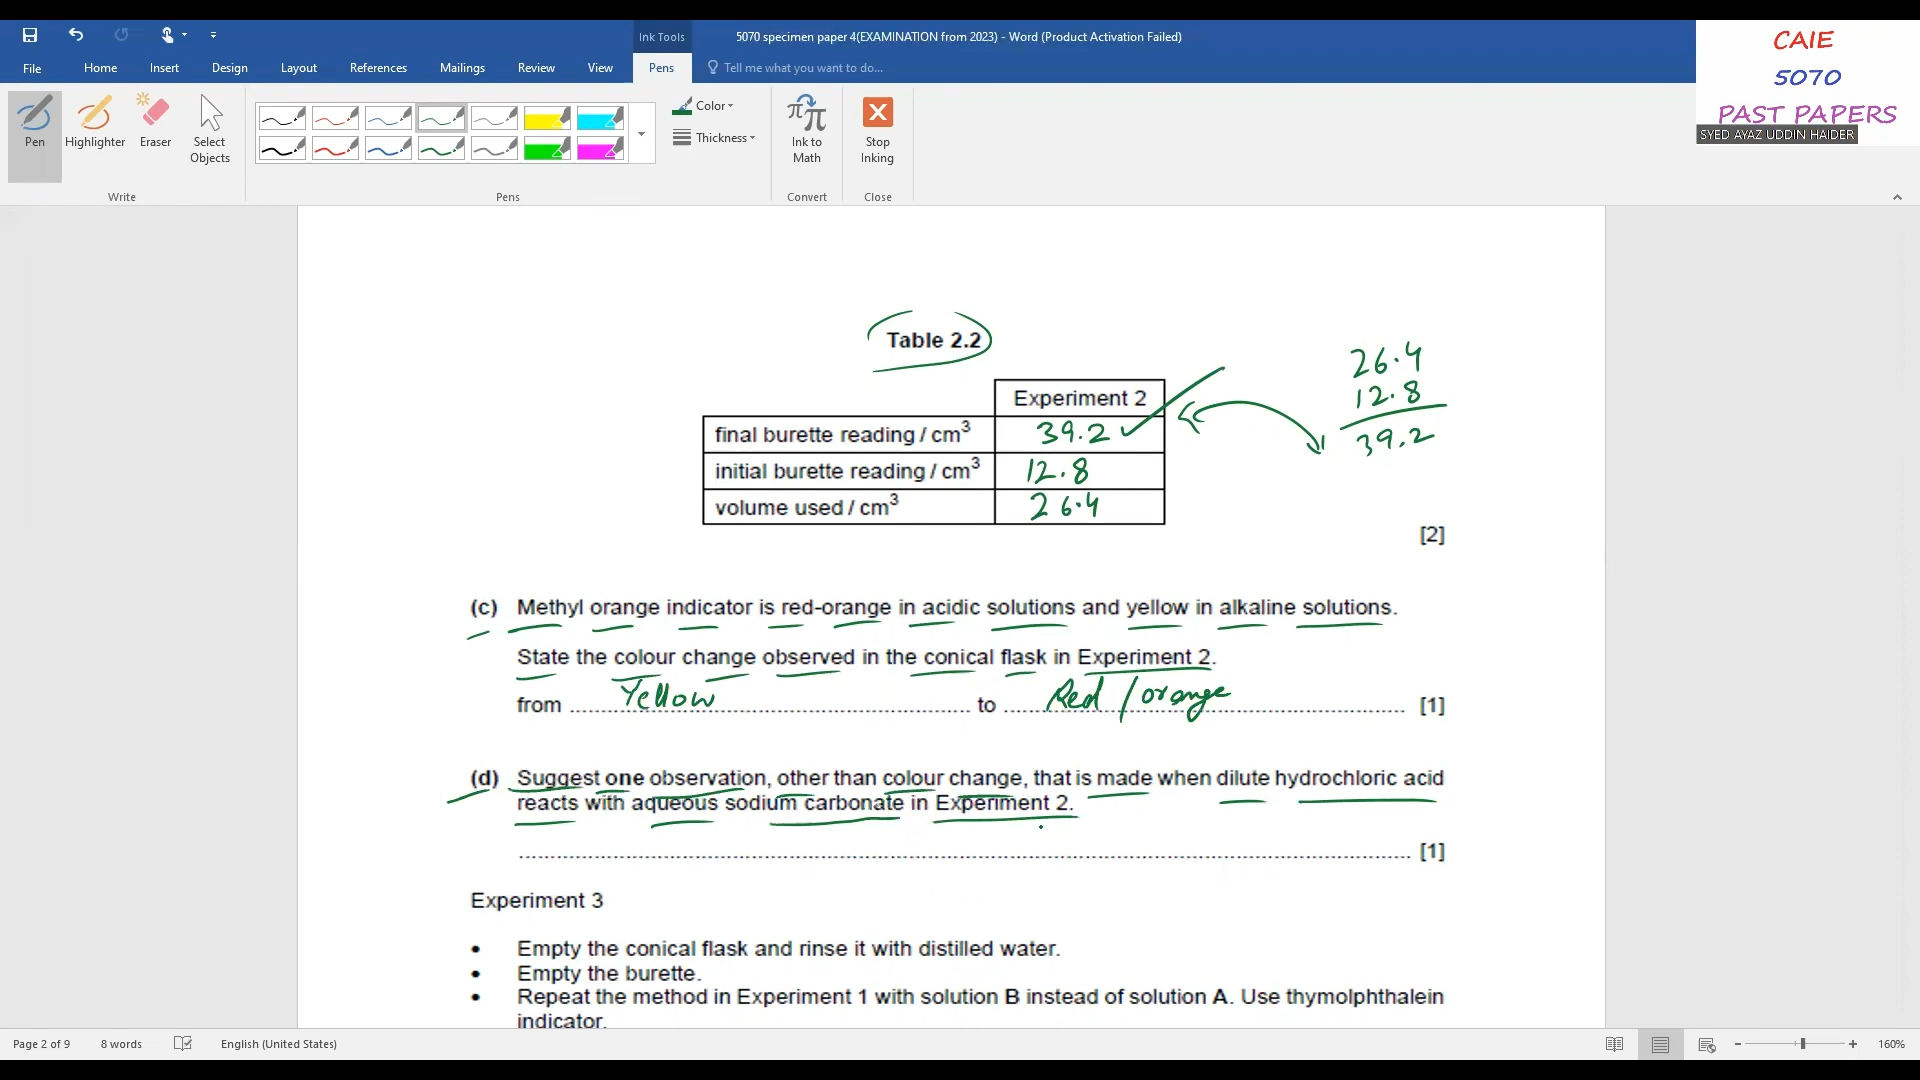 Ink Tools
5070 specimen paper 4(EXAMINATION from 2023) - Word (Product Activation Failed)
CAIE
5070
PAST PAPERS
SYED AYAZ UDDIN HAIDER
File Home Insert Design Layout References Mailings Review View Pens Tell me what you want to do...
Pen Highlighter Eraser Select Objects
Color
Thickness
Ink to Math
Stop Inking
Write Pens Convert Close
Table 2.2
Experiment 2
final burette reading / cm³ 39.2
initial burette reading / cm³ 12.8
volume used / cm³ 26.4
26.4
12.8
39.2
[2]
(c) Methyl orange indicator is red-orange in acidic solutions and yellow in alkaline solutions.
State the colour change observed in the conical flask in Experiment 2.
from Yellow to Red / orange [1]
(d) Suggest one observation, other than colour change, that is made when dilute hydrochloric acid
reacts with aqueous sodium carbonate in Experiment 2.
[1]
Experiment 3
• Empty the conical flask and rinse it with distilled water.
• Empty the burette.
• Repeat the method in Experiment 1 with solution B instead of solution A. Use thymolphthalein
indicator.
Page 2 of 9 8 words English (United States) 160%